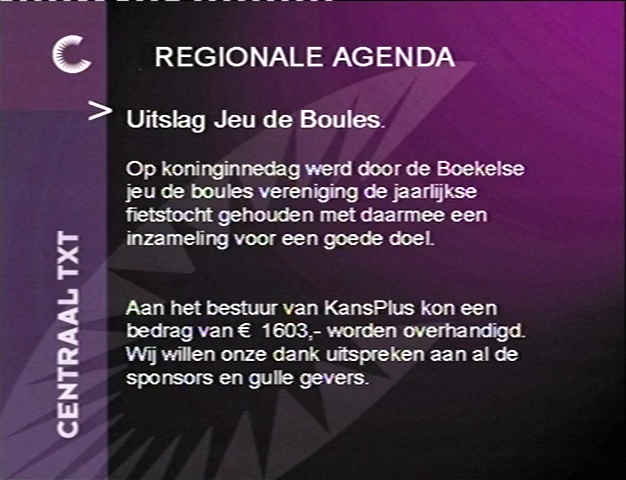 REGIONALE AGENDA
> Uitslag Jeu de Boules.
Op koninginnedag werd door de Boekelse
jeu de boules vereniging de jaarlijkse
fietstocht gehouden met daarmee een
inzameling voor een goede doel.
Aan het bestuur van KansPlus kon een
bedrag van € 1603,- worden overhandigd.
Wij willen onze dank uitspreken aan al de
sponsors en gulle gevers.
CENTRAAL TXT